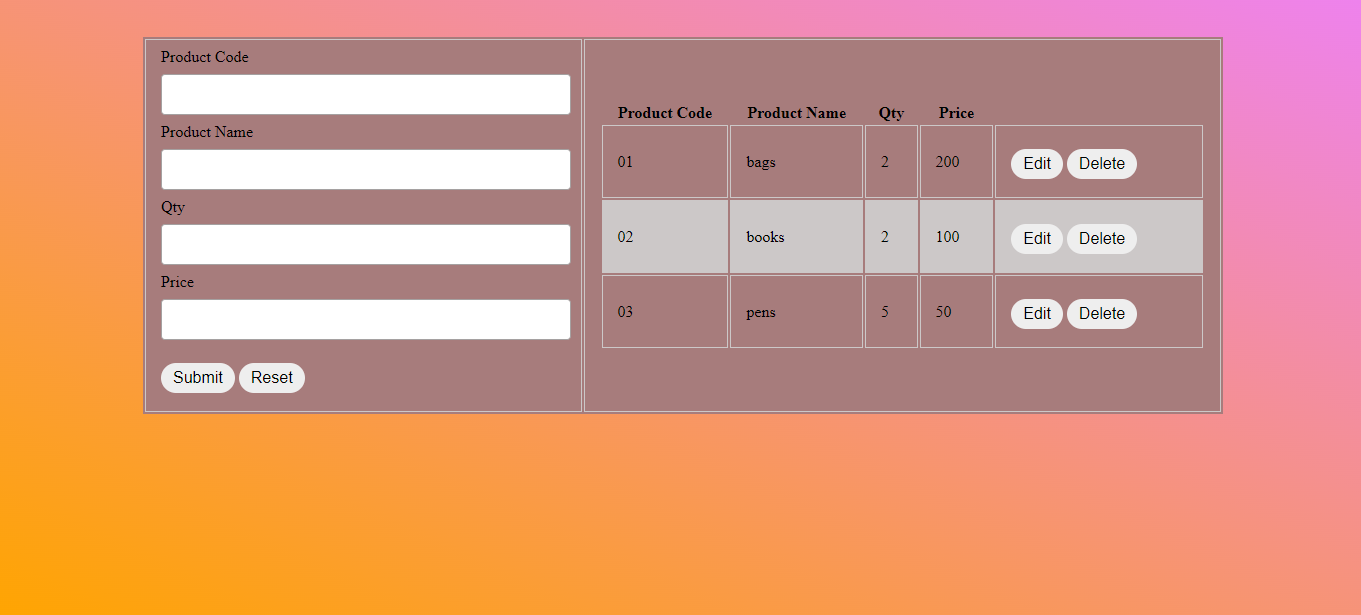 Product Code
Product Name
Qty
Price
Submit Reset
Product Code Product Name Qty Price
01 bags 2 200 Edit Delete
02 books 2 100 Edit Delete
03 pens 5 50 Edit Delete